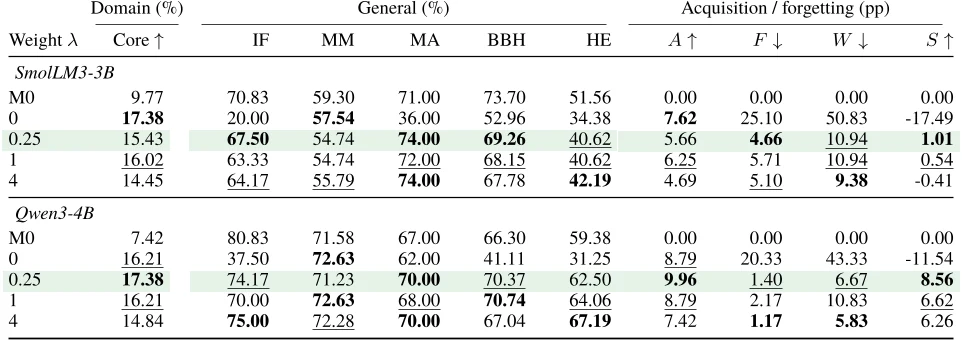 Domain (%) General (%) Acquisition / forgetting (pp)
Weight λ Core ↑ IF MM MA BBH HE A ↑ F ↓ W ↓ S ↑
SmolLM3-3B
M0 9.77 70.83 59.30 71.00 73.70 51.56 0.00 0.00 0.00 0.00
0 17.38 20.00 57.54 36.00 52.96 34.38 7.62 25.10 50.83 -17.49
0.25 15.43 67.50 54.74 74.00 69.26 40.62 5.66 4.66 10.94 1.01
1 16.02 63.33 54.74 72.00 68.15 40.62 6.25 5.71 10.94 0.54
4 14.45 64.17 55.79 74.00 67.78 42.19 4.69 5.10 9.38 -0.41
Qwen3-4B
M0 7.42 80.83 71.58 67.00 66.30 59.38 0.00 0.00 0.00 0.00
0 16.21 37.50 72.63 62.00 41.11 31.25 8.79 20.33 43.33 -11.54
0.25 17.38 74.17 71.23 70.00 70.37 62.50 9.96 1.40 6.67 8.56
1 16.21 70.00 72.63 68.00 70.74 64.06 8.79 2.17 10.83 6.62
4 14.84 75.00 72.28 70.00 67.04 67.19 7.42 1.17 5.83 6.26